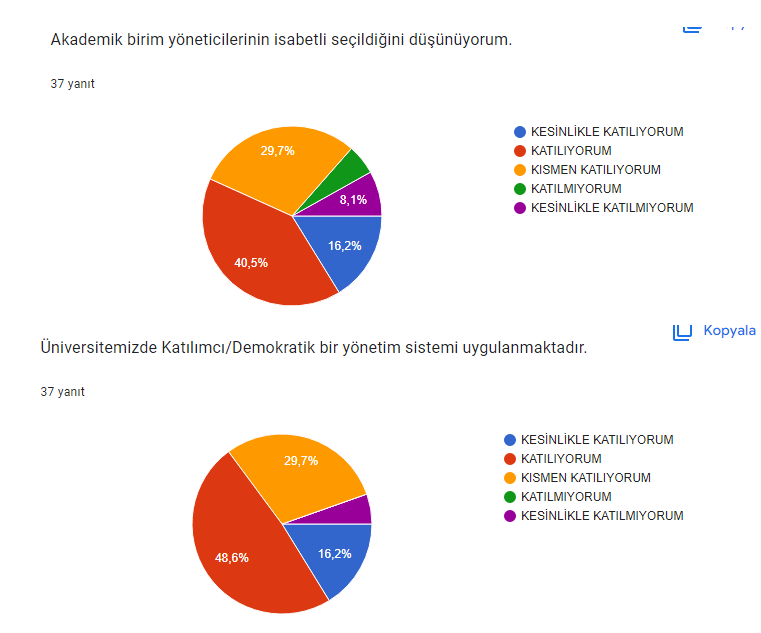 Akademik birim yöneticilerinin isabetli seçildiğini düşünüyorum.
37 yanıt
KESİNLİKLE KATILIYORUM
KATILIYORUM
KISMEN KATILIYORUM
KATILMIYORUM
KESİNLİKLE KATILMIYORUM
29,7%
8,1%
16,2%
40,5%
Kopyala
Üniversitemizde Katılımcı/Demokratik bir yönetim sistemi uygulanmaktadır.
37 yanıt
KESİNLİKLE KATILIYORUM
KATILIYORUM
KISMEN KATILIYORUM
KATILMIYORUM
KESİNLİKLE KATILMIYORUM
29,7%
16,2%
48,6%